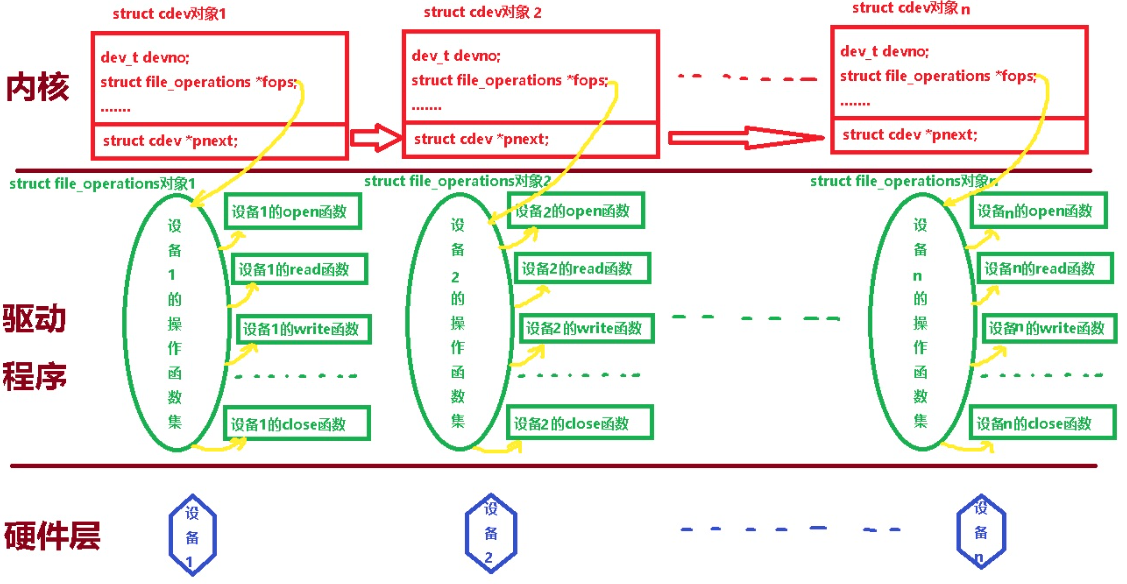 struct cdev对象1
struct cdev对象 2
struct cdev对象 n
内核
dev_t devno;
struct file_operations *fops;
.......
struct cdev *pnext;
dev_t devno;
struct file_operations *fops;
.......
struct cdev *pnext;
dev_t devno;
struct file_operations *fops;
.......
struct cdev *pnext;
struct file_operations对象1
struct file_operations对象2
struct file_operations对象n
驱动
程序
设备1的操作函数集
设备1的open函数
设备1的read函数
设备1的write函数
设备1的close函数
设备2的操作函数集
设备2的open函数
设备2的read函数
设备2的write函数
设备2的close函数
设备n的操作函数集
设备n的open函数
设备n的read函数
设备n的write函数
设备n的close函数
硬件层
设备1
设备2
设备n